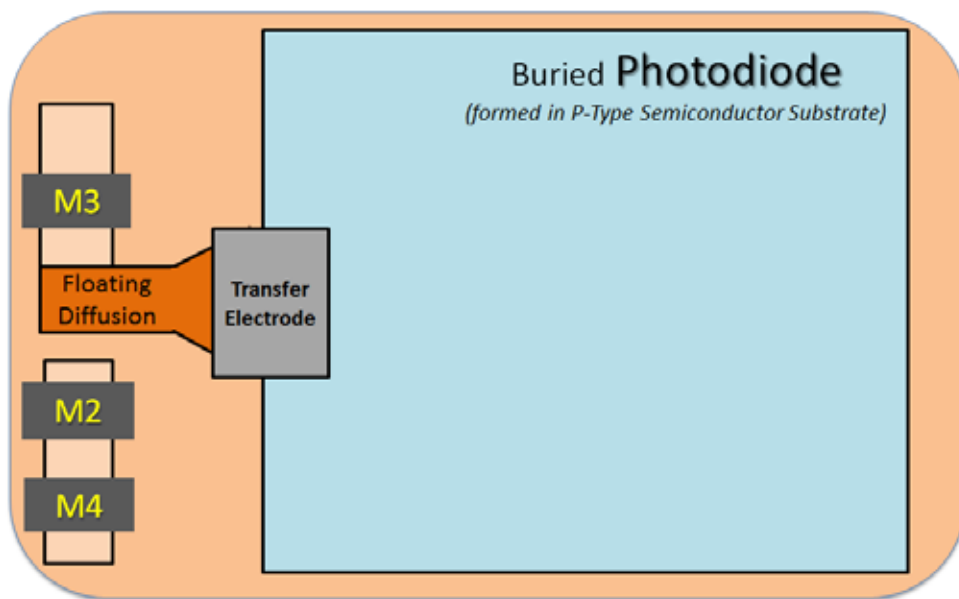 Buried Photodiode
(formed in P-Type Semiconductor Substrate)
M3
Floating
Diffusion
Transfer
Electrode
M2
M4